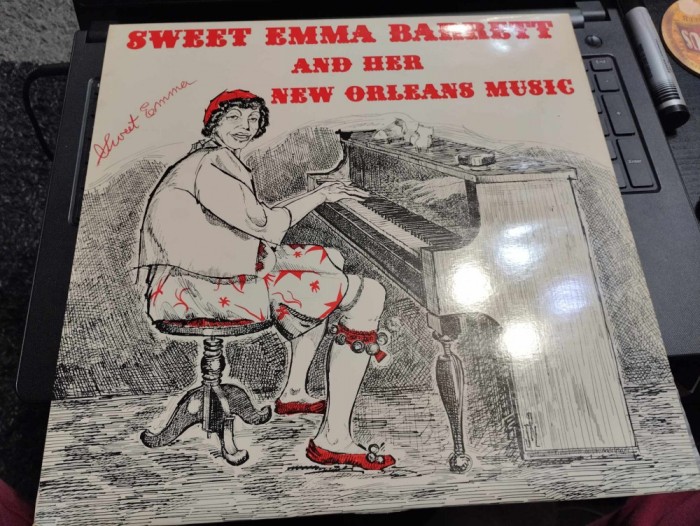 SWEET EMMA BARRETT
AND HER
NEW ORLEANS MUSIC
Sweet Emma